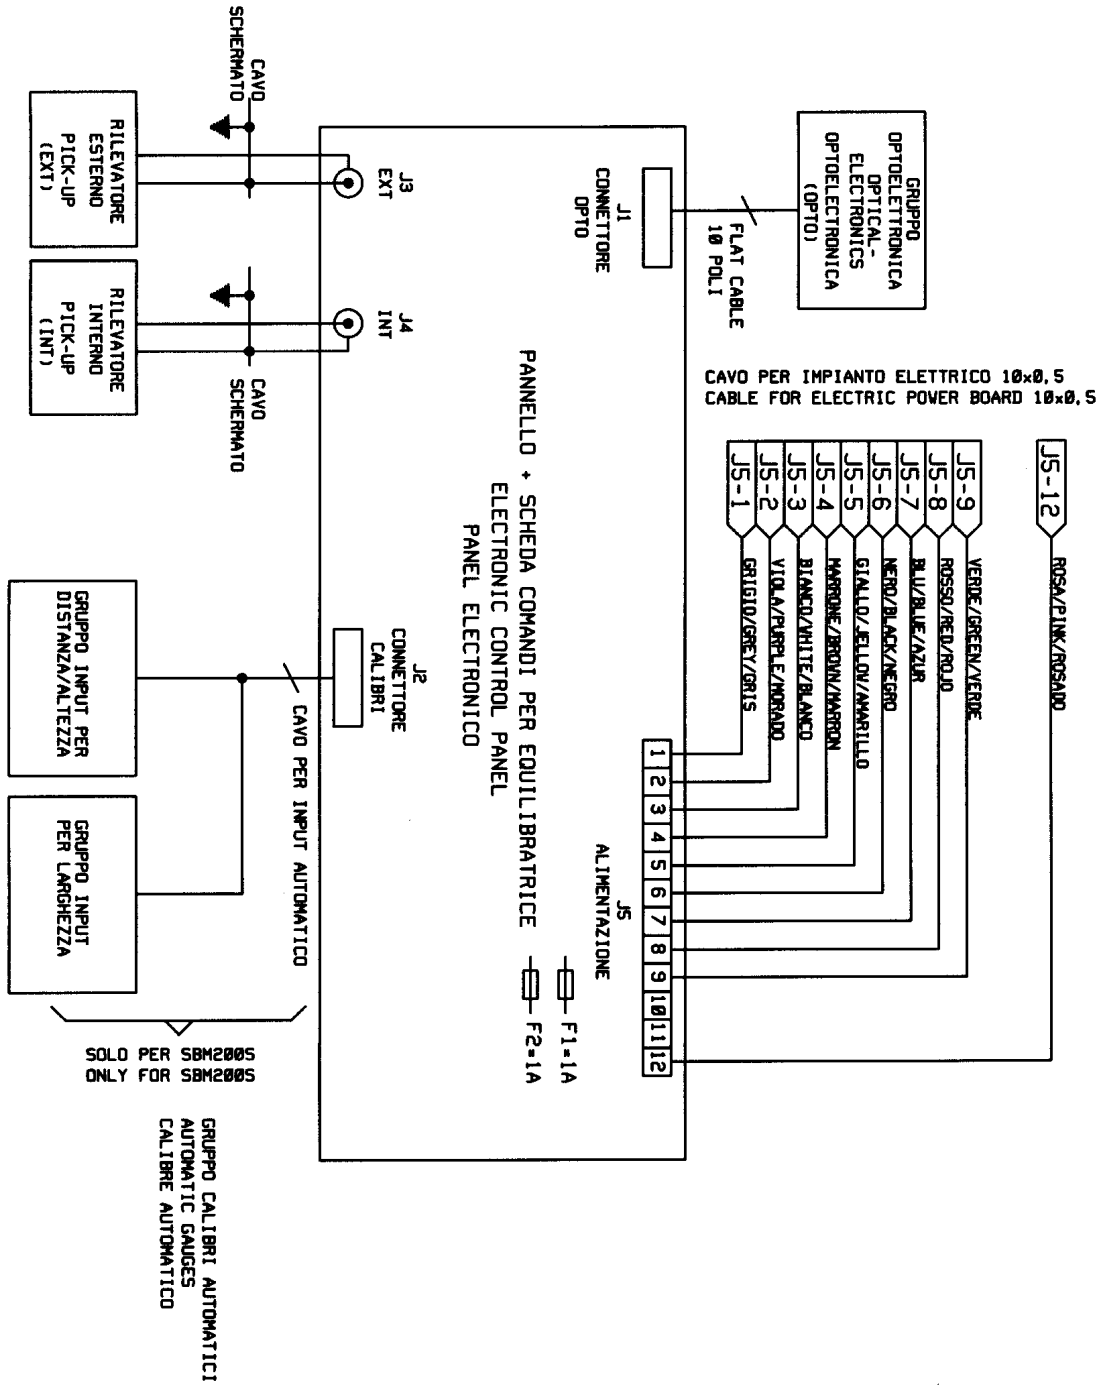 CAVO
SCHERMATO
RILEVATORE
ESTERNO
PICK-UP
(EXT)
J3
EXT
RILEVATORE
INTERNO
PICK-UP
(INT)
J4
INT
CAVO
SCHERMATO
GRUPPO
OPTOELETTRONICA
OPTICAL-
ELECTRONICS
OPTOELECTRONICA
(OPTO)
J1
CONNETTORE
OPTO
FLAT CABLE
10 POLI
CAVO PER IMPIANTO ELETTRICO 10x0,5
CABLE FOR ELECTRIC POWER BOARD 10x0,5
J5-12
J5-9
J5-8
J5-7
J5-6
J5-5
J5-4
J5-3
J5-2
J5-1
ROSA/PINK/ROSADO
VERDE/GREEN/VERDE
ROSSO/RED/ROJO
BLU/BLUE/AZUR
NERO/BLACK/NEGRO
GIALLO/JELLOW/AMARILLO
MARRONE/BROWN/MARRON
BIANCO/WHITE/BLANCO
VIOLA/PURPLE/MORADO
GRIGIO/GREY/GRIS
PANNELLO + SCHEDA COMANDI PER EQUILIBRATRICE
ELECTRONIC CONTROL PANEL
PANEL ELECTRONICO
1
2
3
4
5
6
7
8
9
10
11
12
J5
ALIMENTAZIONE
F1=1A
F2=1A
J2
CONNETTORE
CALIBRI
CAVO PER INPUT AUTOMATICO
GRUPPO INPUT PER
DISTANZA/ALTEZZA
GRUPPO INPUT
PER LARGHEZZA
SOLO PER SBM200S
ONLY FOR SBM200S
GRUPPO CALIBRI AUTOMATICI
AUTOMATIC GAUGES
CALIBRE AUTOMATICO